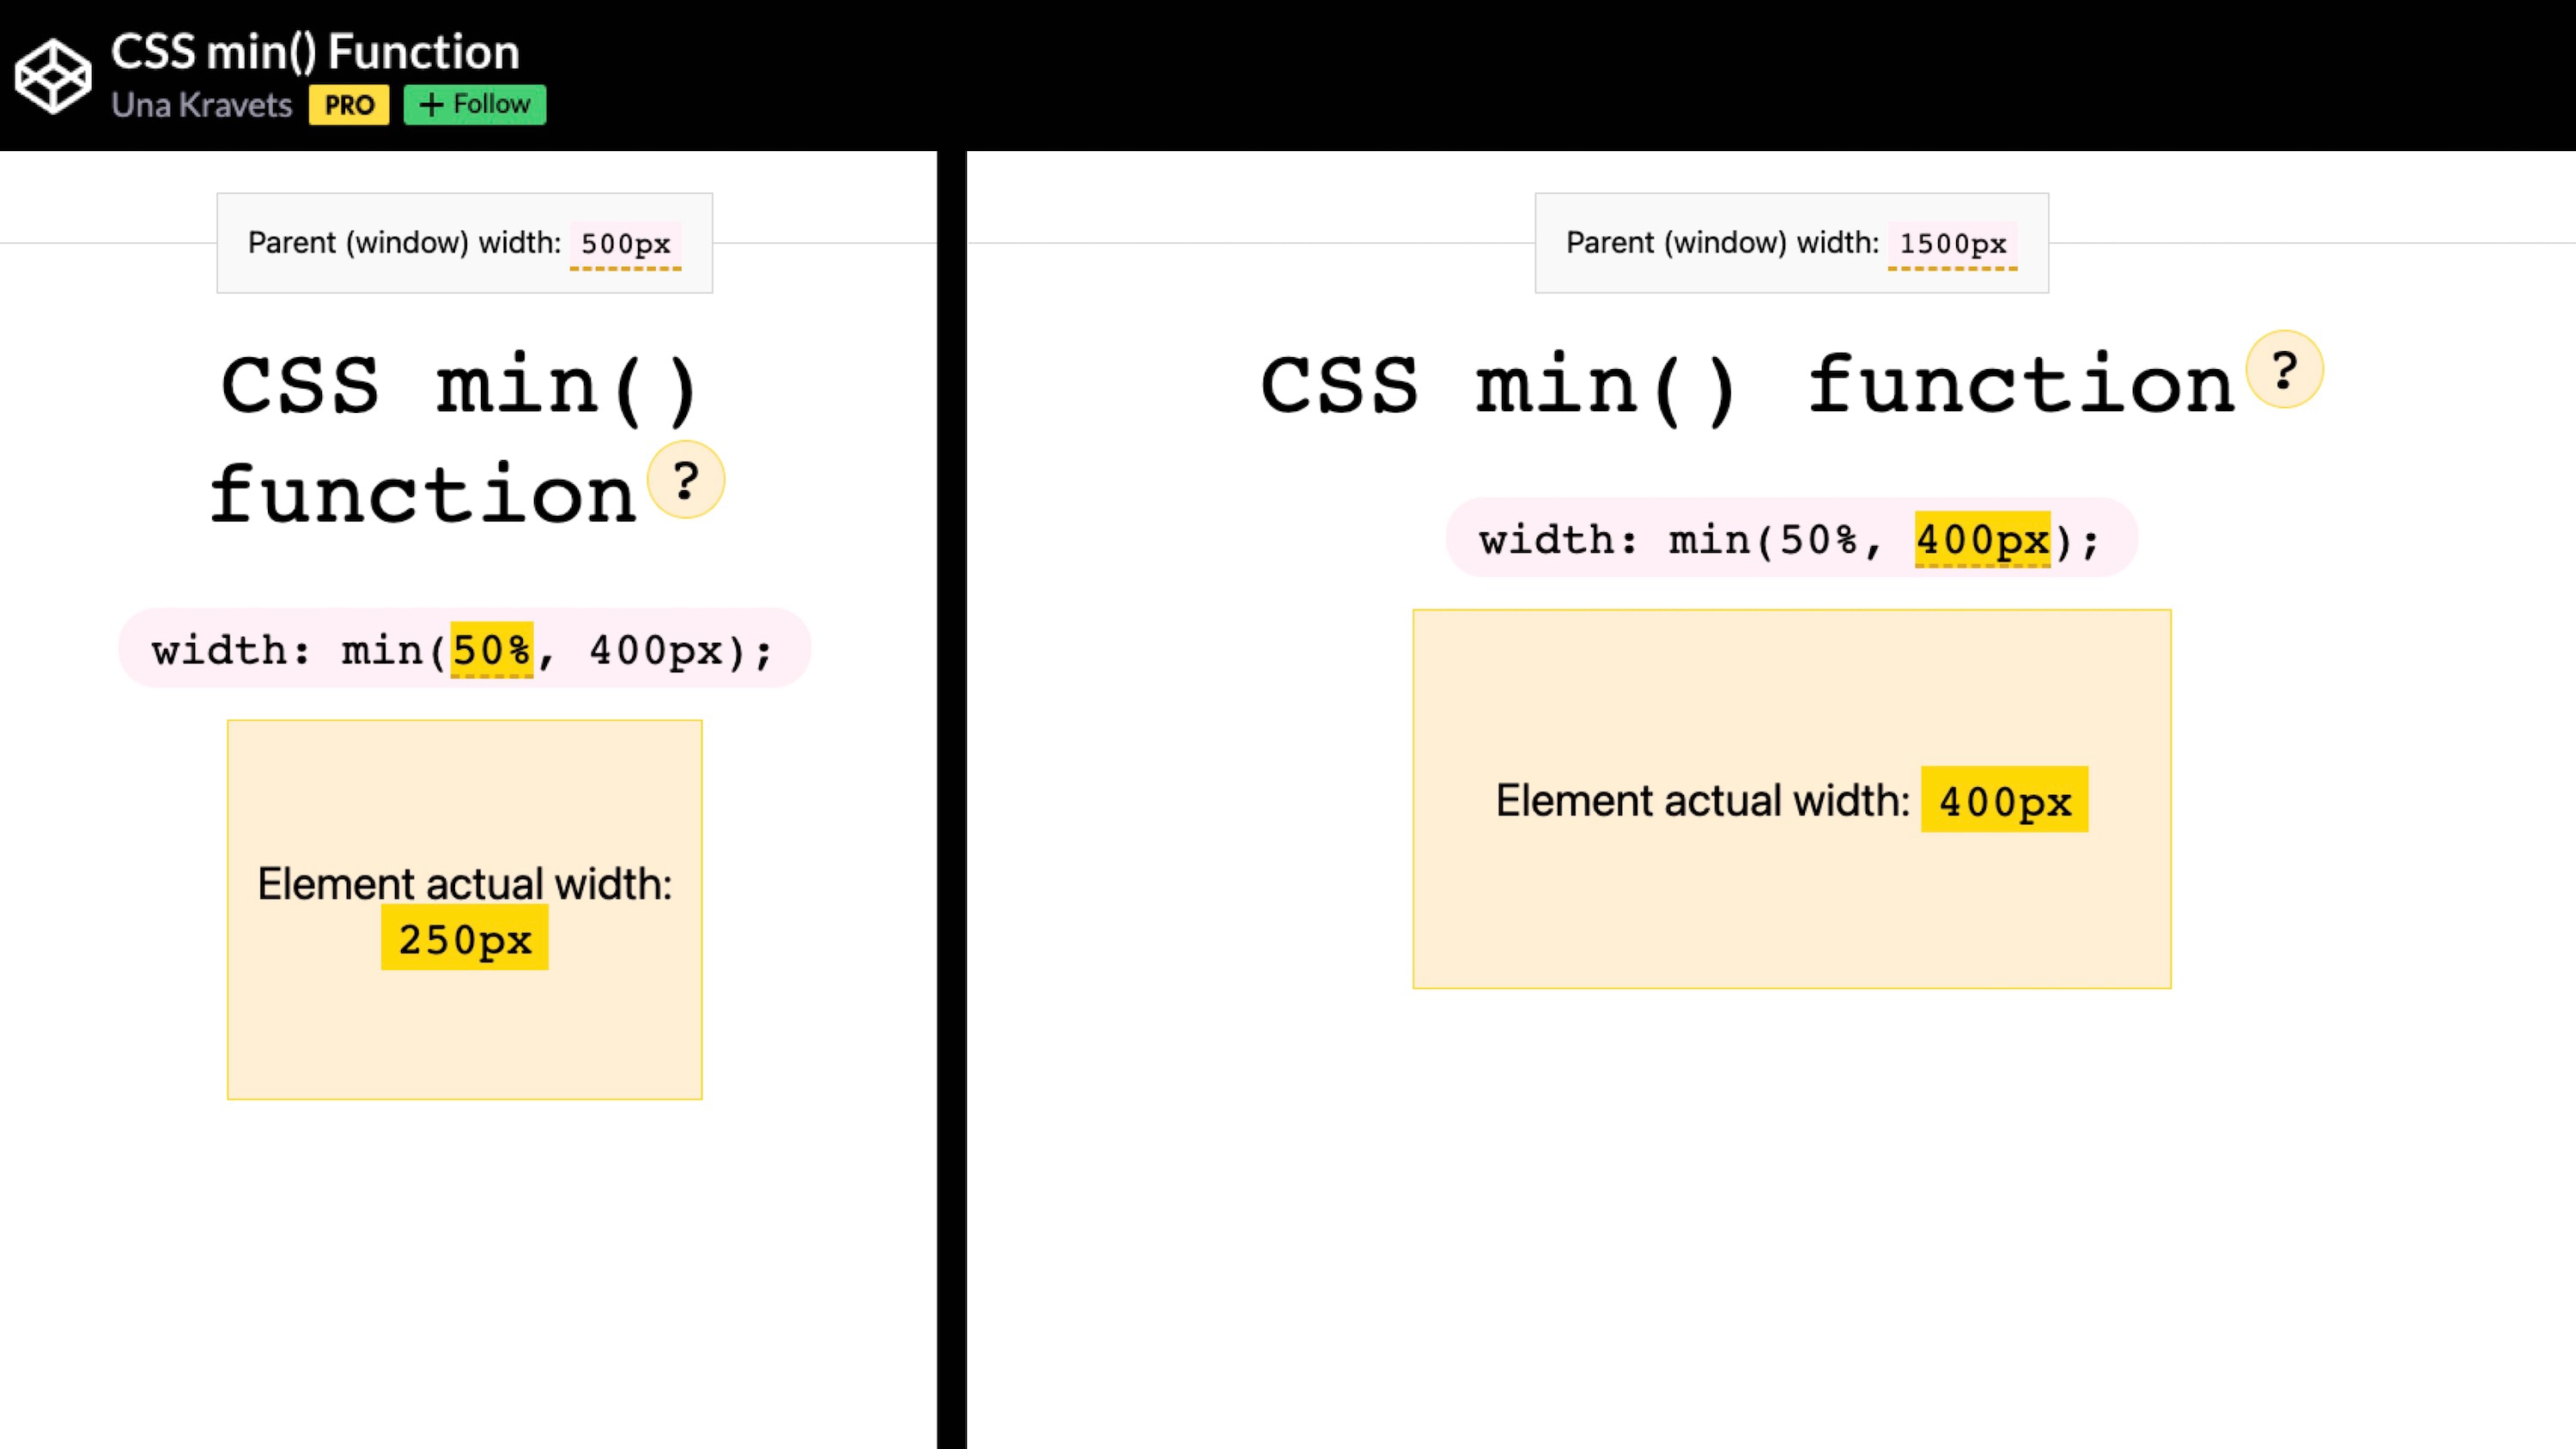 CSS min() Function
Una Kravets PRO + Follow
Parent (window) width: 500px
CSS min()
function ?
width: min(50%, 400px);
Element actual width:
250px
Parent (window) width: 1500px
CSS min() function ?
width: min(50%, 400px);
Element actual width: 400px